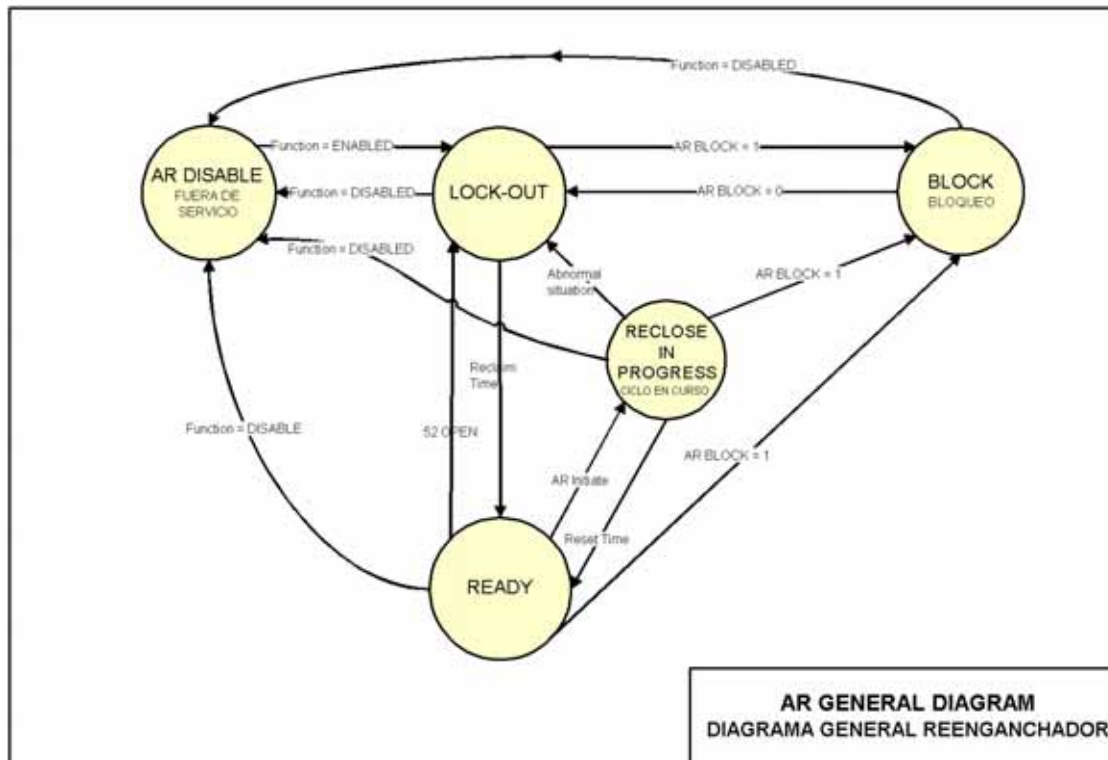 Function = DISABLED
AR DISABLE
FUERA DE
SERVICIO
Function = ENABLED
LOCK-OUT
AR BLOCK = 1
BLOCK
BLOQUEO
Function = DISABLED
AR BLOCK = 0
Function = DISABLED
Abnormal
situation
AR BLOCK = 1
RECLOSE
IN
PROGRESS
CICLO EN CURSO
Reclaim
Time
Function = DISABLE
52 OPEN
AR BLOCK = 1
AR Initiate
Reset Time
READY
AR GENERAL DIAGRAM
DIAGRAMA GENERAL REENGANCHADOR